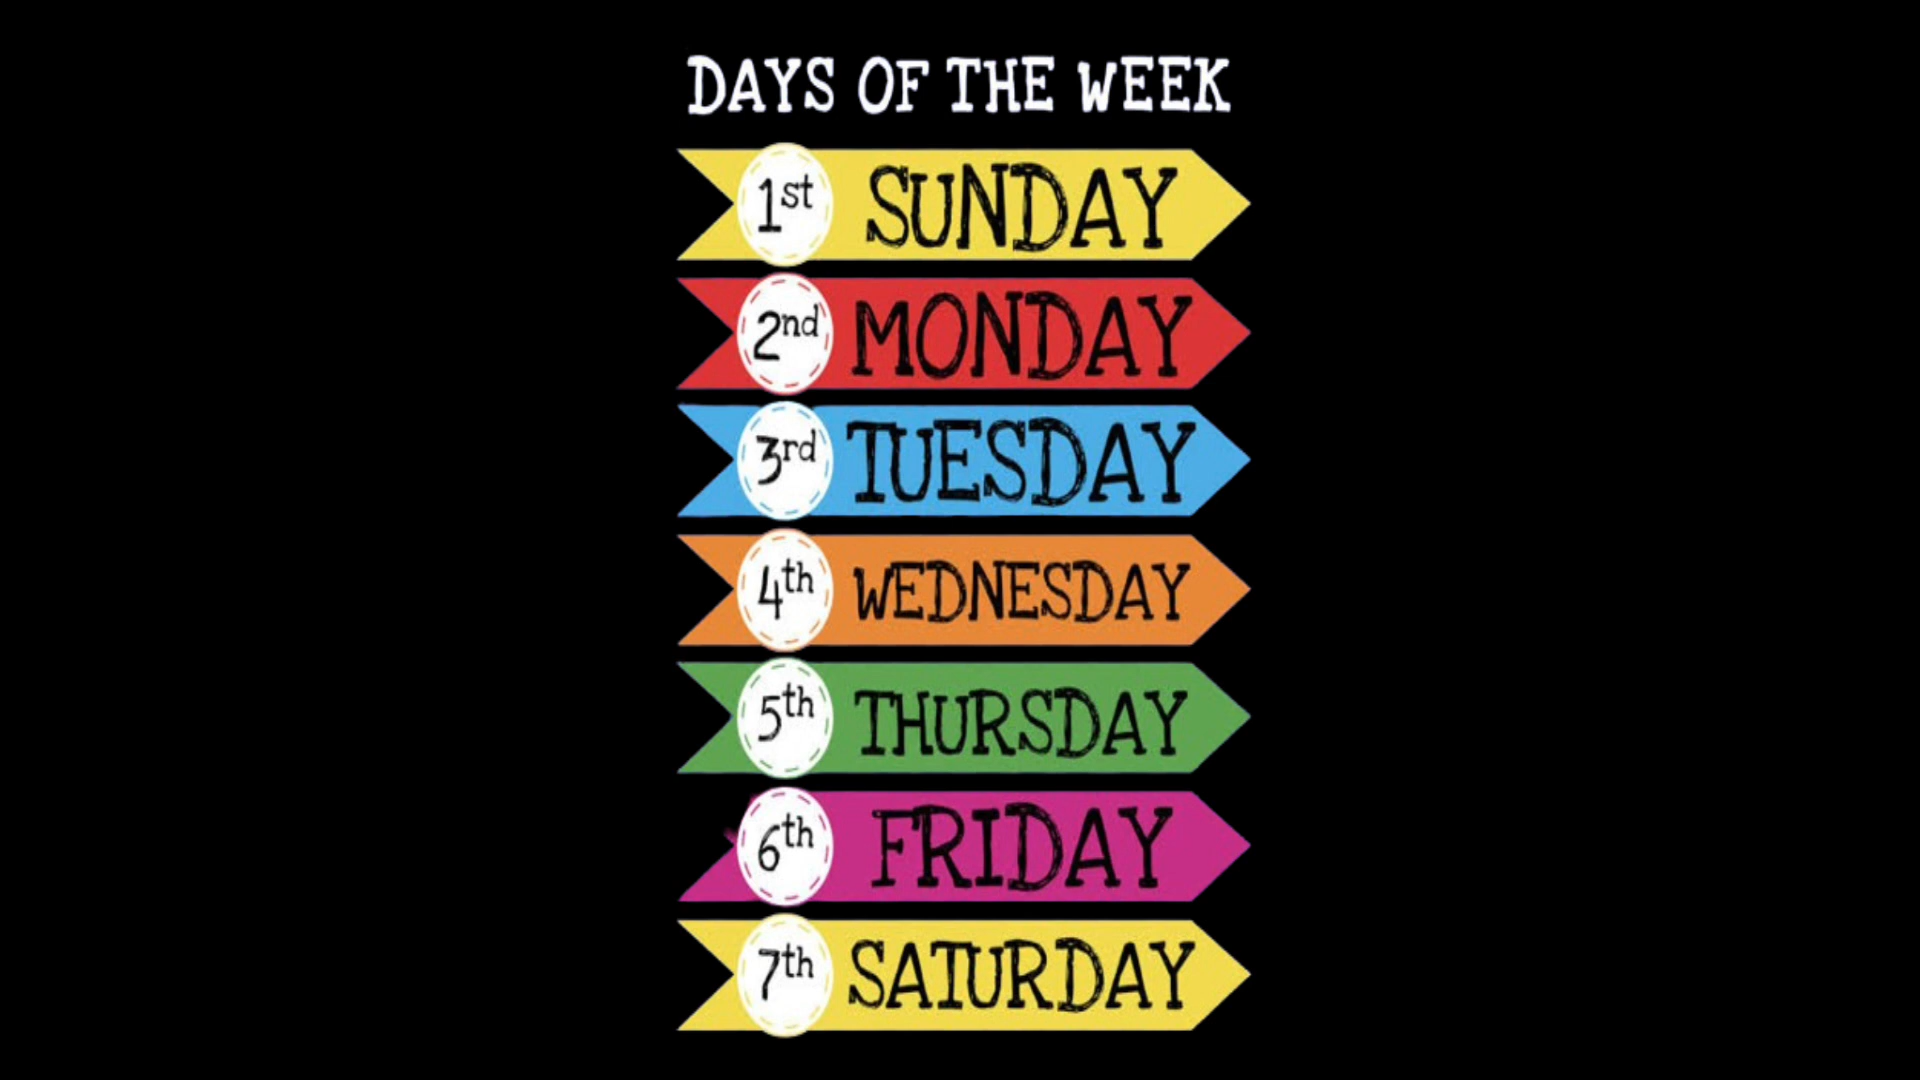 DAYS OF THE WEEK
1st SUNDAY
2nd MONDAY
3rd TUESDAY
4th WEDNESDAY
5th THURSDAY
6th FRIDAY
7th SATURDAY